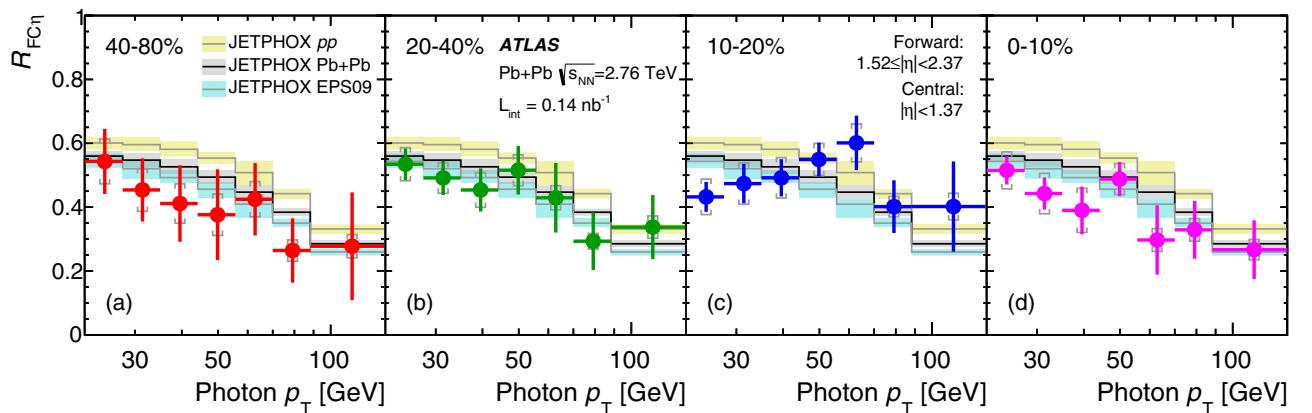 R_FCη
1
0.8
0.6
0.4
0.2
0
40-80%
JETPHOX pp
JETPHOX Pb+Pb
JETPHOX EPS09
(a)
30 50 100
Photon p_T [GeV]
20-40%
ATLAS
Pb+Pb √s_NN=2.76 TeV
L_int = 0.14 nb⁻¹
(b)
30 50 100
Photon p_T [GeV]
10-20%
Forward:
1.52≤|η|<2.37
Central:
|η|<1.37
(c)
30 50 100
Photon p_T [GeV]
0-10%
(d)
30 50 100
Photon p_T [GeV]